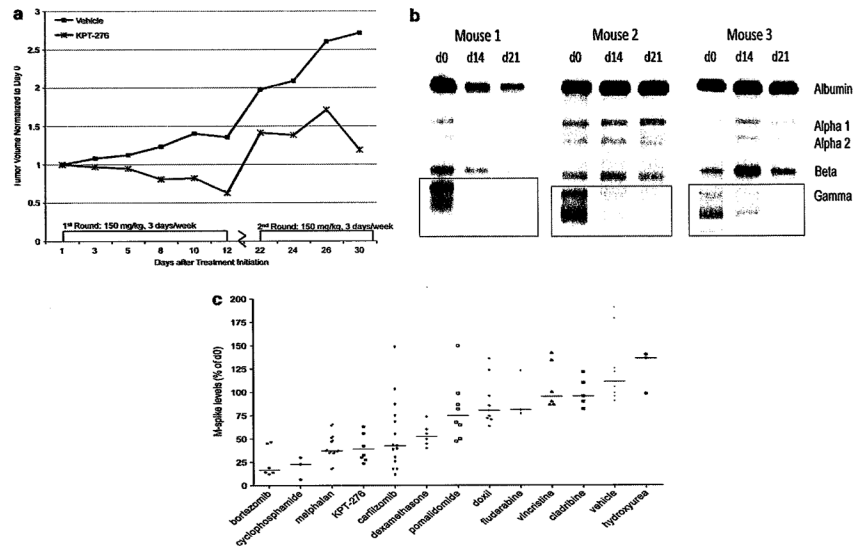 a
3
2.5
2
1.5
1
0.5
0
Vehicle
KPT-276
Tumor Volume Normalized to Day 0
1st Round: 150 mg/kg, 3 days/week
2nd Round: 150 mg/kg, 3 days/week
1 3 5 8 10 12 22 24 26 30
Days after Treatment Initiation
b
Mouse 1 Mouse 2 Mouse 3
d0 d14 d21 d0 d14 d21 d0 d14 d21
Albumin
Alpha 1
Alpha 2
Beta
Gamma
c
200
175
150
125
100
75
50
25
0
M-spike levels (% of d0)
bortezomib
cyclophosphamide
melphalan
KPT-276
carfilzomib
dexamethasone
pomalidomide
doxil
fludarabine
vincristine
cladribine
vehicle
hydroxyurea